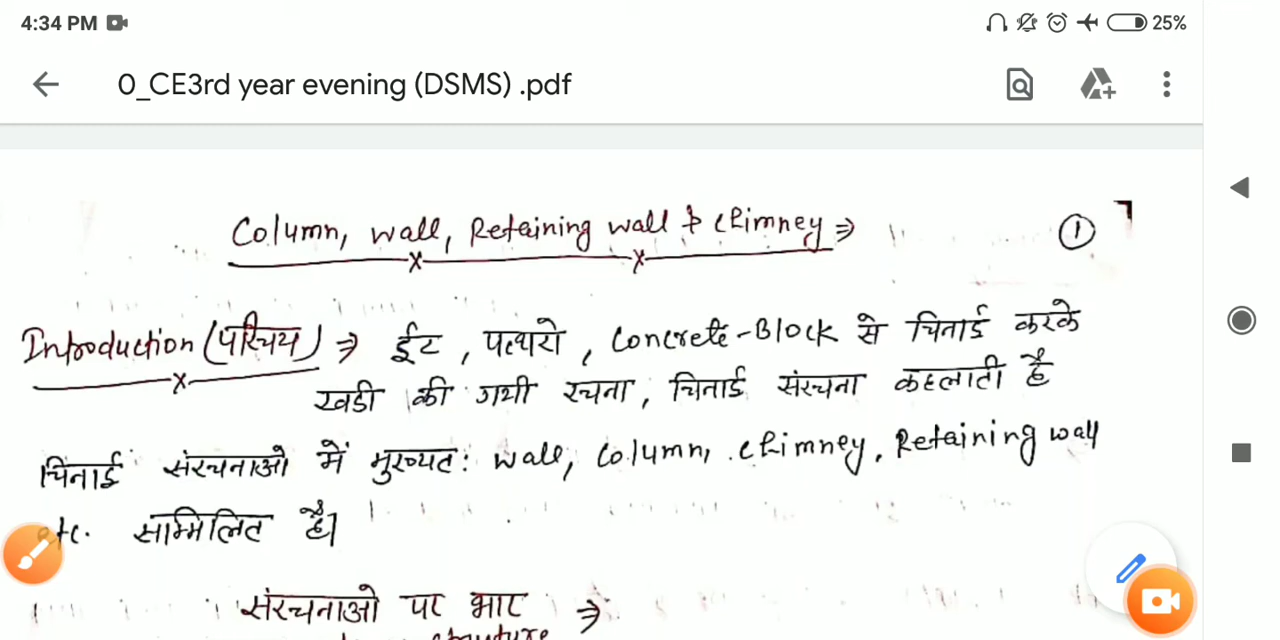 4:34 PM
25%
0_CE3rd year evening (DSMS) .pdf
Column, wall, Retaining wall & chimney ⇒
1
Introduction (परिचय) ⇒ ईट, पत्थरो, Concrete-Block से चिनाई करके
खडी की गयी रचना, चिनाई संरचना कहलाती है
चिनाई संरचनाओ में मुख्यतः wall, Column, chimney, Retaining wall
etc. सम्मिलित है।
संरचनाओ पर भार ⇒
structure